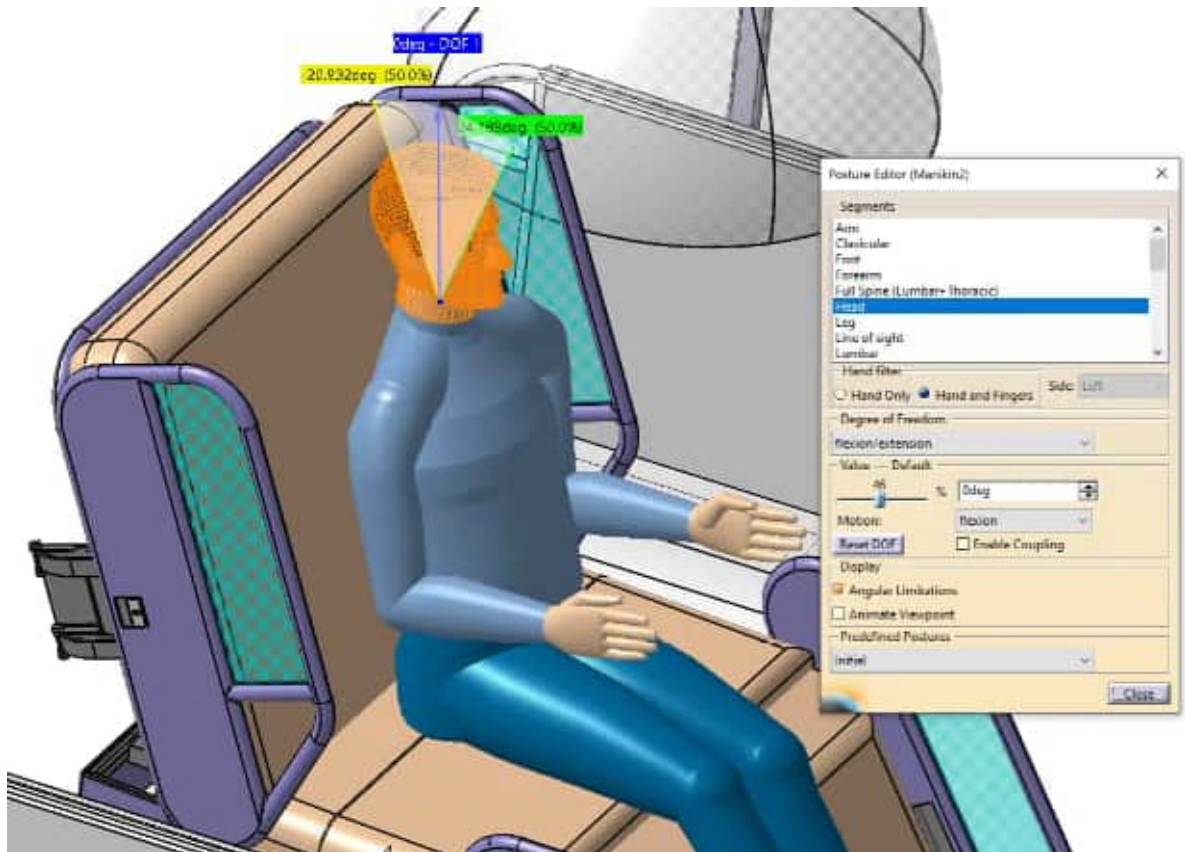 0deg - DOF 1
-20.932deg (50.0%)
(50.0%)
Posture Editor (Manikin2)
Segments
Arm
Clavicular
Foot
Forearm
Full Spine (Lumbar+ Thoracic)
Head
Leg
Line of sight
Lumbar
Hand filter
Hand Only
Hand and Fingers
Side: Left
Degree of Freedom
flexion/extension
Value --- Default
46
% 0deg
Motion: flexion
Reset DOF
Enable Coupling
Display
Angular Limitations
Animate Viewpoint
Predefined Postures
Initial
Close